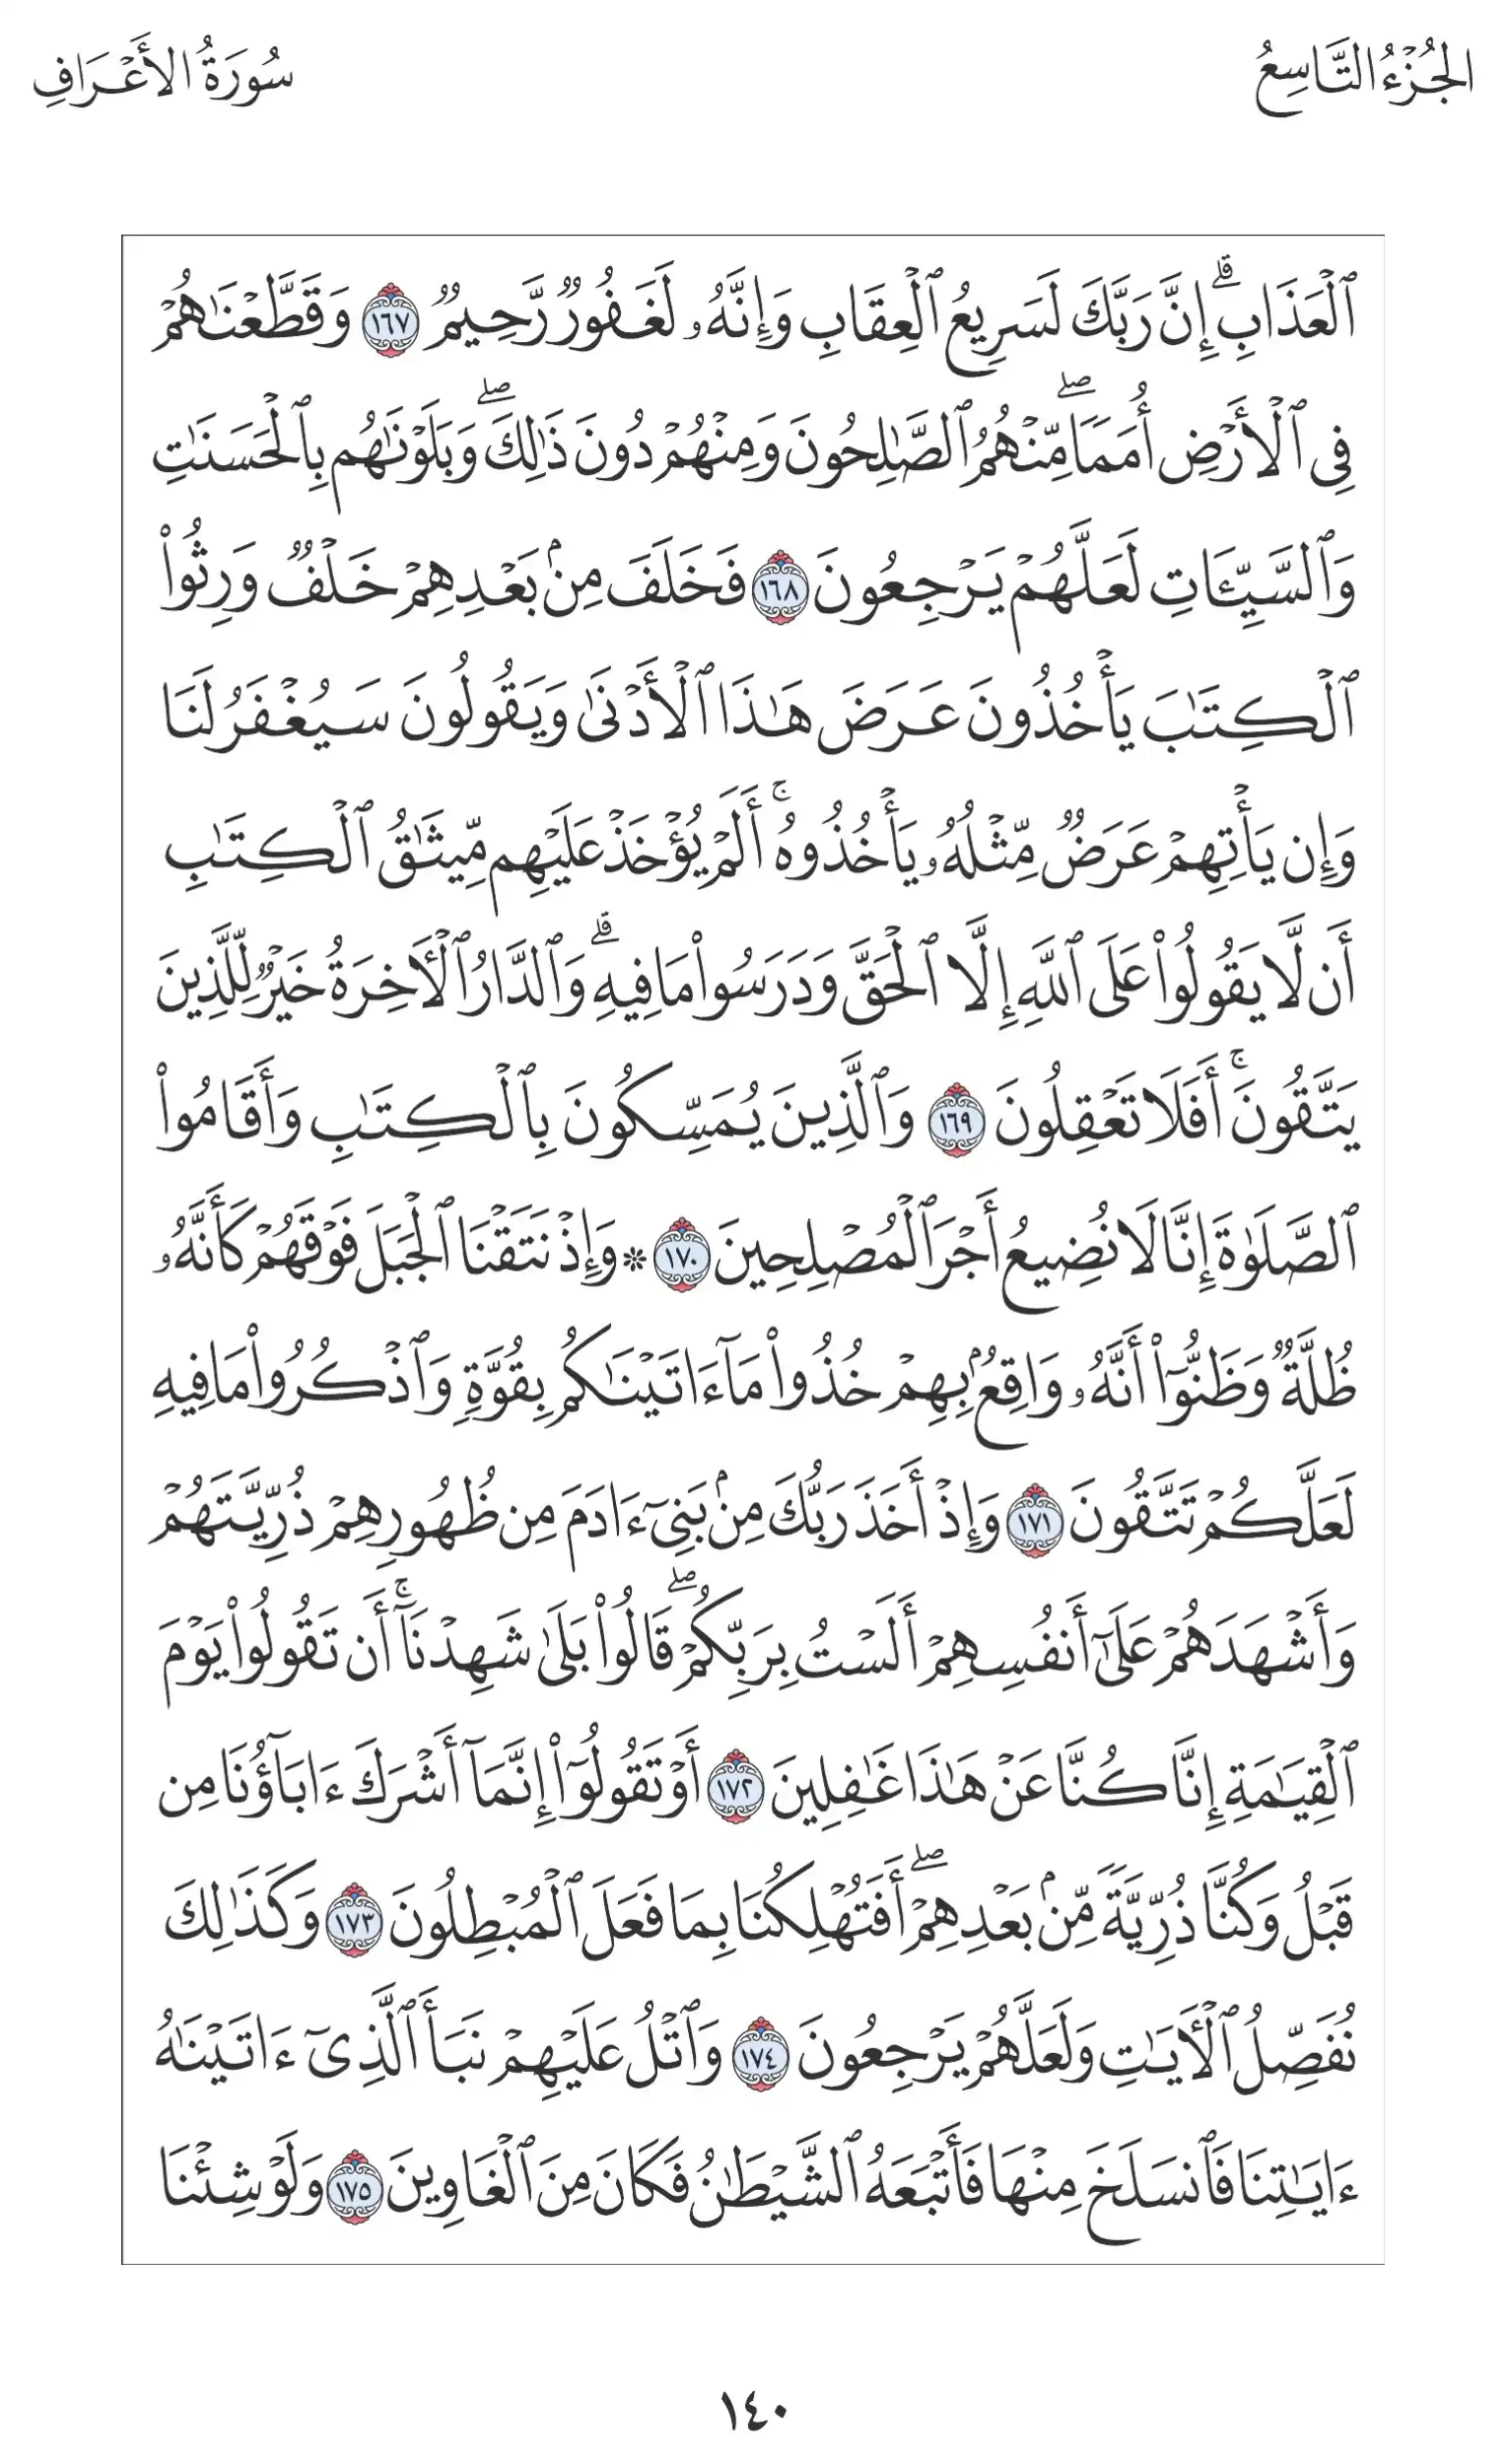 الجُزْءُ التَّاسِعُ
سُورَةُ الأَعْرَافِ
ٱلْعَذَابِۗ إِنَّ رَبَّكَ لَسَرِيعُ ٱلْعِقَابِ وَإِنَّهُۥ لَغَفُورٌ رَّحِيمٌ ١٦٧ وَقَطَّعْنَٰهُمْ
فِى ٱلْأَرْضِ أُمَمًاۖ مِّنْهُمُ ٱلصَّٰلِحُونَ وَمِنْهُمْ دُونَ ذَٰلِكَۖ وَبَلَوْنَٰهُم بِٱلْحَسَنَٰتِ
وَٱلسَّيِّـَٔاتِ لَعَلَّهُمْ يَرْجِعُونَ ١٦٨ فَخَلَفَ مِنۢ بَعْدِهِمْ خَلْفٌ وَرِثُوا۟
ٱلْكِتَٰبَ يَأْخُذُونَ عَرَضَ هَٰذَا ٱلْأَدْنَىٰ وَيَقُولُونَ سَيُغْفَرُ لَنَا
وَإِن يَأْتِهِمْ عَرَضٌ مِّثْلُهُۥ يَأْخُذُوهُۚ أَلَمْ يُؤْخَذْ عَلَيْهِم مِّيثَٰقُ ٱلْكِتَٰبِ
أَن لَّا يَقُولُوا۟ عَلَى ٱللَّهِ إِلَّا ٱلْحَقَّ وَدَرَسُوا۟ مَا فِيهِۗ وَٱلدَّارُ ٱلْـَٔاخِرَةُ خَيْرٌ لِّلَّذِينَ
يَتَّقُونَۚ أَفَلَا تَعْقِلُونَ ١٦٩ وَٱلَّذِينَ يُمَسِّكُونَ بِٱلْكِتَٰبِ وَأَقَامُوا۟
ٱلصَّلَوٰةَ إِنَّا لَا نُضِيعُ أَجْرَ ٱلْمُصْلِحِينَ ١٧٠ * وَإِذْ نَتَقْنَا ٱلْجَبَلَ فَوْقَهُمْ كَأَنَّهُۥ
ظُلَّةٌ وَظَنُّوٓا۟ أَنَّهُۥ وَاقِعٌۢ بِهِمْ خُذُوا۟ مَآ ءَاتَيْنَٰكُم بِقُوَّةٍ وَٱذْكُرُوا۟ مَا فِيهِ
لَعَلَّكُمْ تَتَّقُونَ ١٧١ وَإِذْ أَخَذَ رَبُّكَ مِنۢ بَنِىٓ ءَادَمَ مِن ظُهُورِهِمْ ذُرِّيَّتَهُمْ
وَأَشْهَدَهُمْ عَلَىٰٓ أَنفُسِهِمْ أَلَسْتُ بِرَبِّكُمْۖ قَالُوا۟ بَلَىٰ شَهِدْنَآۚ أَن تَقُولُوا۟ يَوْمَ
ٱلْقِيَٰمَةِ إِنَّا كُنَّا عَنْ هَٰذَا غَٰفِلِينَ ١٧٢ أَوْ تَقُولُوٓا۟ إِنَّمَآ أَشْرَكَ ءَابَآؤُنَا مِن
قَبْلُ وَكُنَّا ذُرِّيَّةً مِّنۢ بَعْدِهِمْۖ أَفَتُهْلِكُنَا بِمَا فَعَلَ ٱلْمُبْطِلُونَ ١٧٣ وَكَذَٰلِكَ
نُفَصِّلُ ٱلْـَٔايَٰتِ وَلَعَلَّهُمْ يَرْجِعُونَ ١٧٤ وَٱتْلُ عَلَيْهِمْ نَبَأَ ٱلَّذِىٓ ءَاتَيْنَٰهُ
ءَايَٰتِنَا فَٱنسَلَخَ مِنْهَا فَأَتْبَعَهُ ٱلشَّيْطَٰنُ فَكَانَ مِنَ ٱلْغَاوِينَ ١٧٥ وَلَوْ شِئْنَا
١٤٠